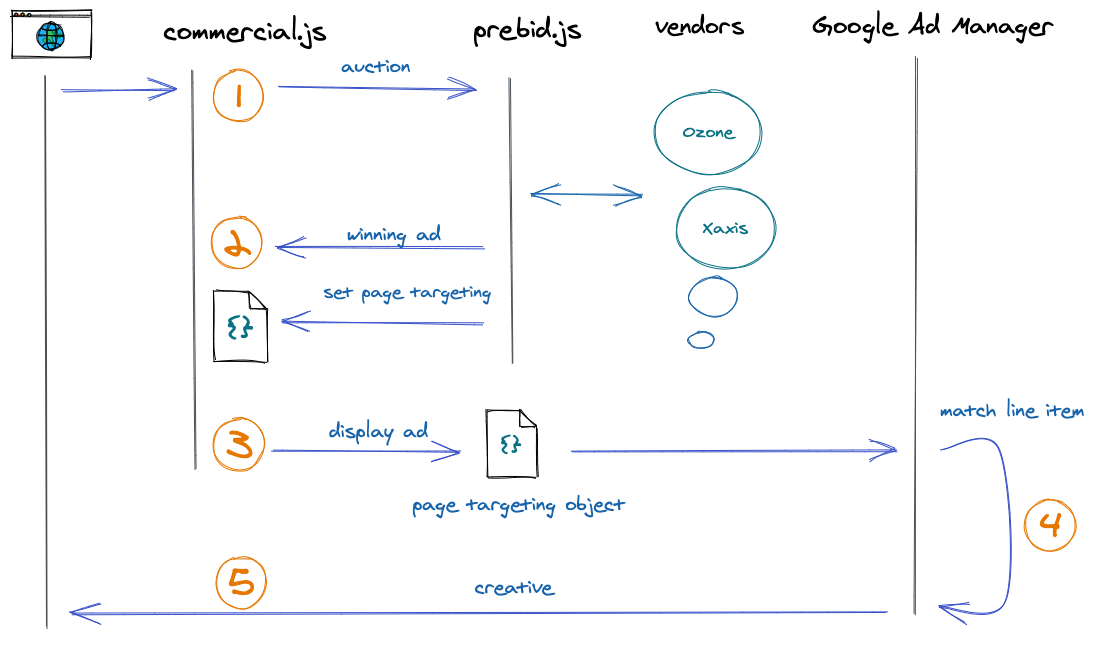 commercial.js
prebid.js
vendors
Google Ad Manager
1
auction
Ozone
Xaxis
2
winning ad
set page targeting
{}
3
display ad
{}
page targeting object
match line item
4
5
creative